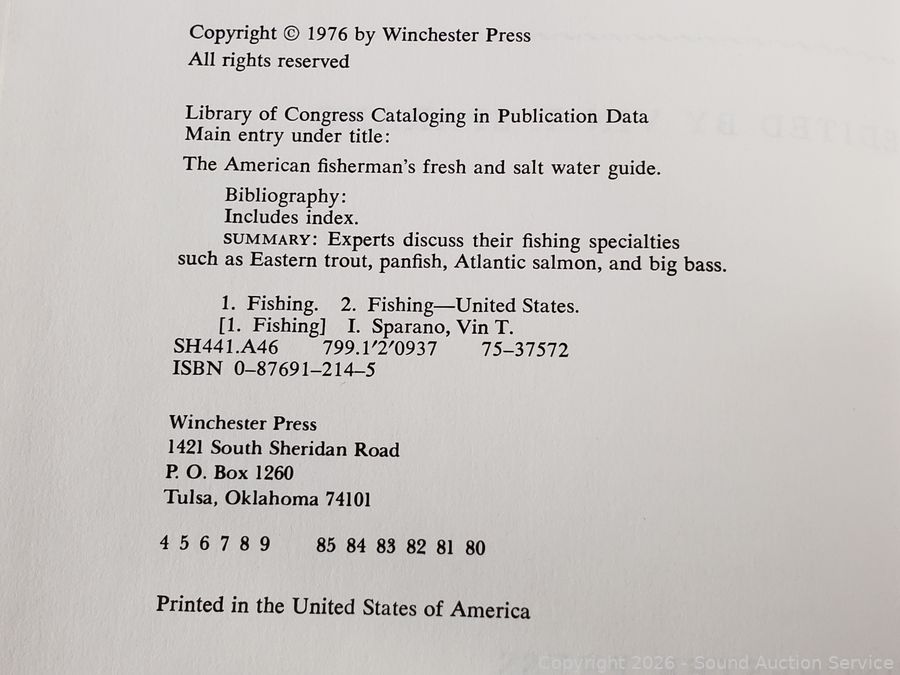 Copyright © 1976 by Winchester Press
All rights reserved
Library of Congress Cataloging in Publication Data
Main entry under title:
The American fisherman's fresh and salt water guide.
Bibliography:
Includes index.
SUMMARY: Experts discuss their fishing specialties
such as Eastern trout, panfish, Atlantic salmon, and big bass.
1. Fishing. 2. Fishing—United States.
[1. Fishing] I. Sparano, Vin T.
SH441.A46 799.1′2′0937 75–37572
ISBN 0–87691–214–5
Winchester Press
1421 South Sheridan Road
P. O. Box 1260
Tulsa, Oklahoma 74101
4 5 6 7 8 9 85 84 83 82 81 80
Printed in the United States of America
Copyright 2026 - Sound Auction Service